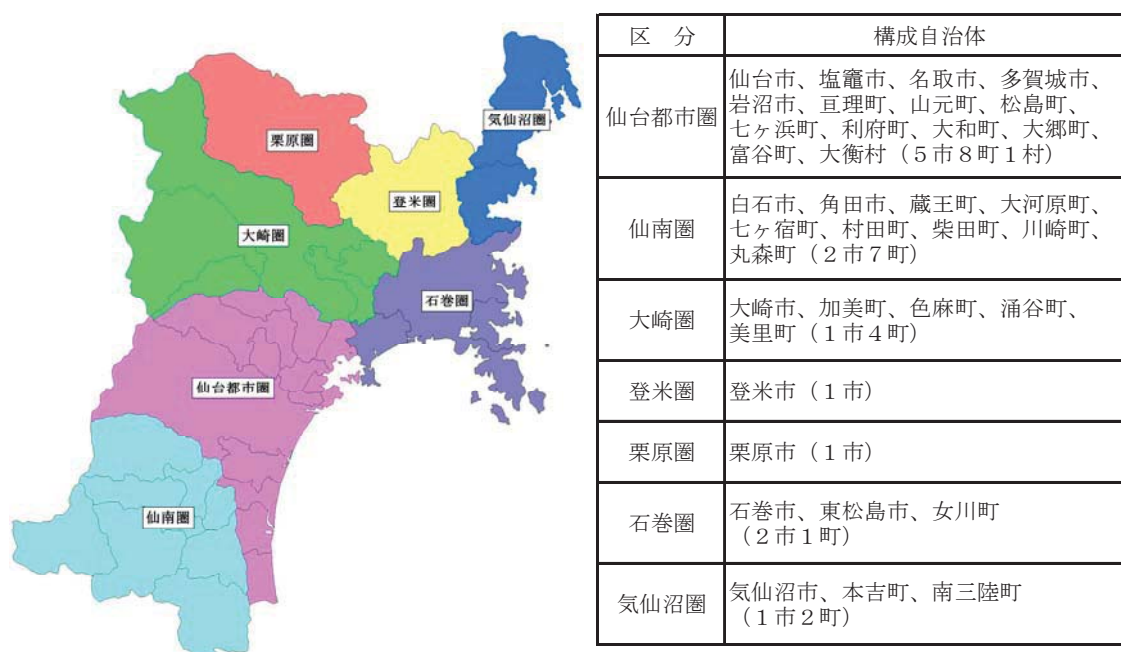 気仙沼圏
栗原圏
登米圏
大崎圏
石巻圏
仙台都市圏
仙南圏
区 分
構成自治体
仙台都市圏
仙台市、塩竈市、名取市、多賀城市、
岩沼市、亘理町、山元町、松島町、
七ヶ浜町、利府町、大和町、大郷町、
富谷町、大衡村（５市８町１村）
仙南圏
白石市、角田市、蔵王町、大河原町、
七ヶ宿町、村田町、柴田町、川崎町、
丸森町（２市７町）
大崎圏
大崎市、加美町、色麻町、涌谷町、
美里町（１市４町）
登米圏
登米市（１市）
栗原圏
栗原市（１市）
石巻圏
石巻市、東松島市、女川町
（２市１町）
気仙沼圏
気仙沼市、本吉町、南三陸町
（１市２町）